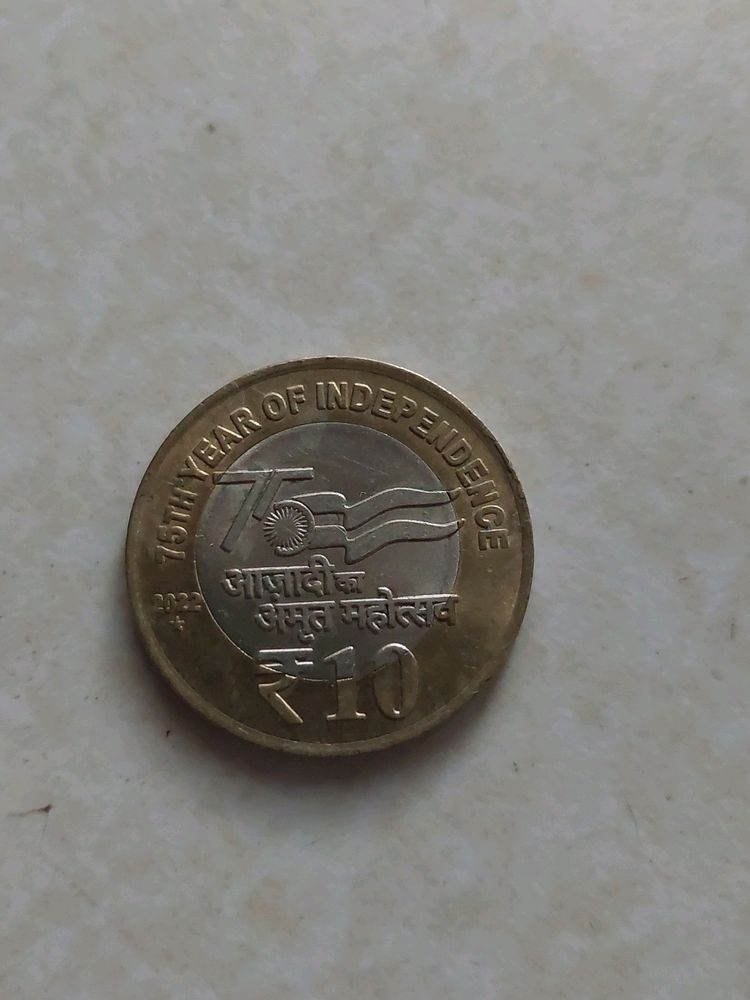 75TH YEAR OF INDEPENDENCE
75
आज़ादी का
अमृत महोत्सव
2022
₹ 10